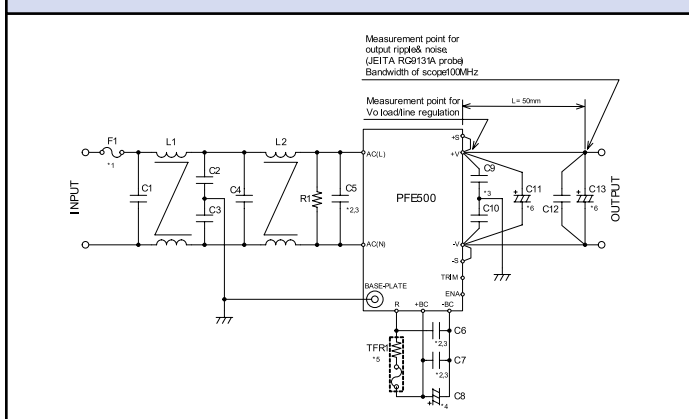 Measurement point for
output ripple& noise.
(JEITA RC9131A probe)
Bandwidth of scope100MHz
Measurement point for
Vo load/line regulation
L= 50mm
F1
*1
L1
L2
+S
AC(L)
+V
C1
C2
C3
C4
R1
C5
*2,3
PFE500
C9
*3
C10
C11
*6
C12
C13
*6
INPUT
OUTPUT
AC(N)
-V
-S
TRIM
BASE-PLATE
ENA
R
+BC
-BC
C6
*2,3
TFR1
*5
C7
*2,3
C8
+
*4